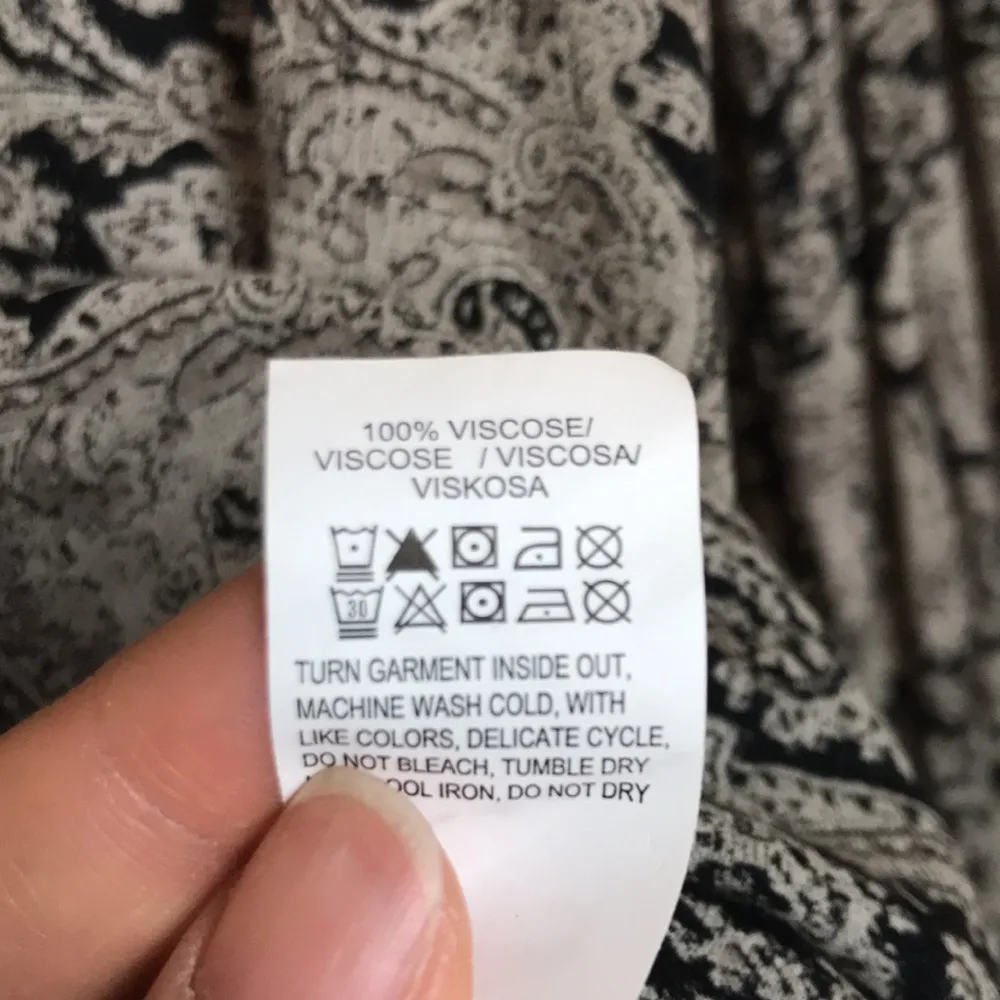 100% VISCOSE/
VISCOSE / VISCOSA/
VISKOSA
30
TURN GARMENT INSIDE OUT,
MACHINE WASH COLD, WITH
LIKE COLORS, DELICATE CYCLE,
DO NOT BLEACH, TUMBLE DRY
IRON, DO NOT DRY